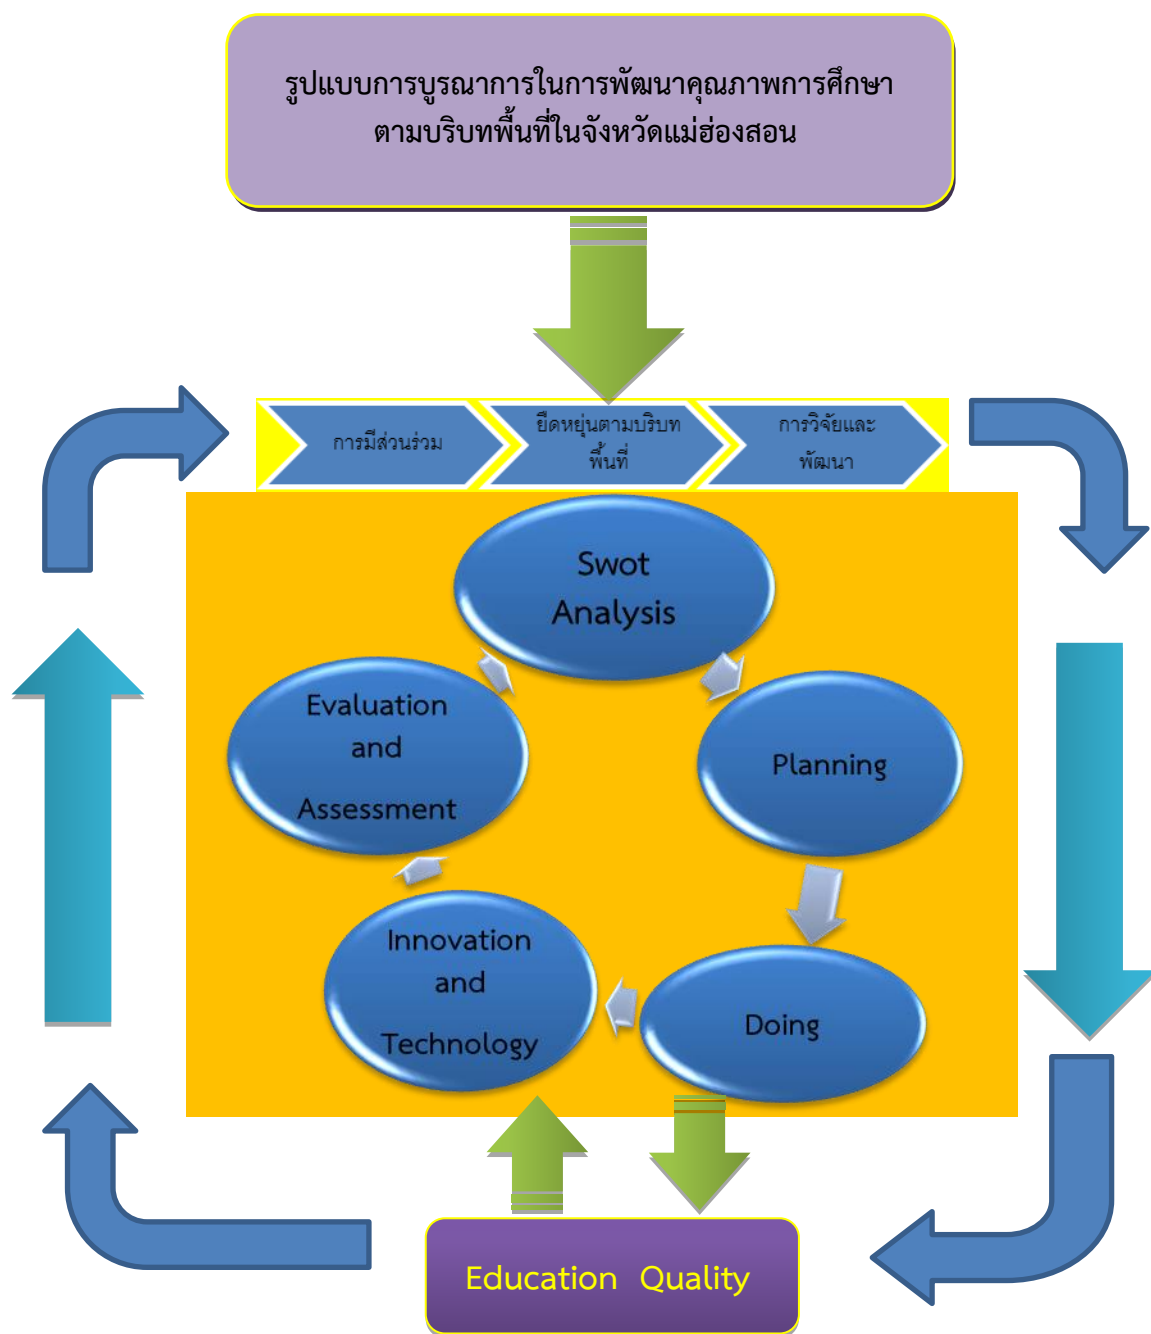 รูปแบบการบูรณาการในการพัฒนาคุณภาพการศึกษา
ตามบริบทพื้นที่ในจังหวัดแม่ฮ่องสอน
การมีส่วนร่วม
ยืดหยุ่นตามบริบท
พื้นที่
การวิจัยและ
พัฒนา
Swot
Analysis
Planning
Doing
Innovation
and
Technology
Evaluation
and
Assessment
Education Quality